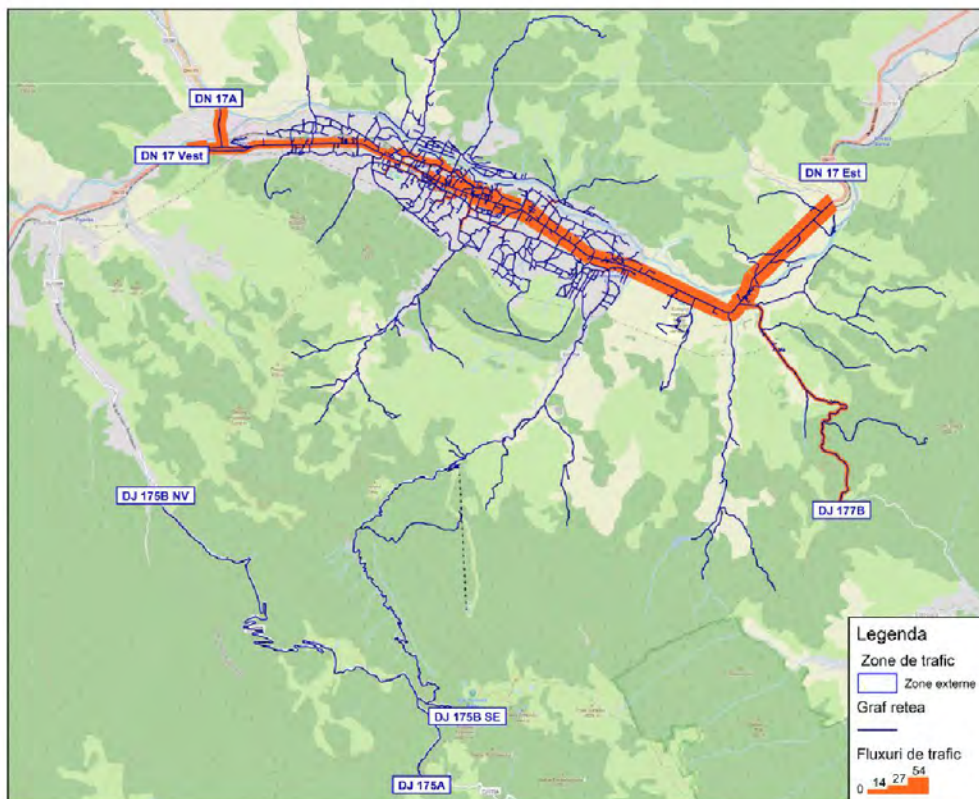 DN 17A
DN 17 Vest
DN 17 Est
DJ 175B NV
DJ 177B
DJ 175B SE
DJ 175A
Legenda
Zone de trafic
Zone externe
Graf retea
Fluxuri de trafic
0 14 27 54